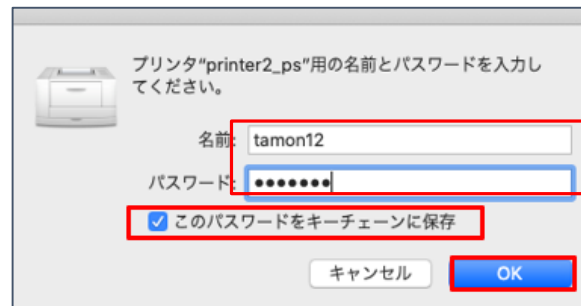 プリンタ"printer2_ps"用の名前とパスワードを入力し
てください。
名前: tamon12
パスワード: •••••••
このパスワードをキーチェーンに保存
キャンセル OK